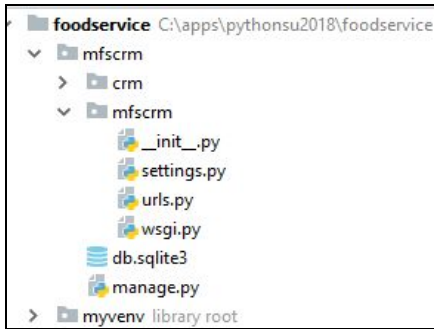 foodservice C:\apps\pythonsu2018\foodservice
mfscrm
crm
mfscrm
__init__.py
settings.py
urls.py
wsgi.py
db.sqlite3
manage.py
myvenv library root